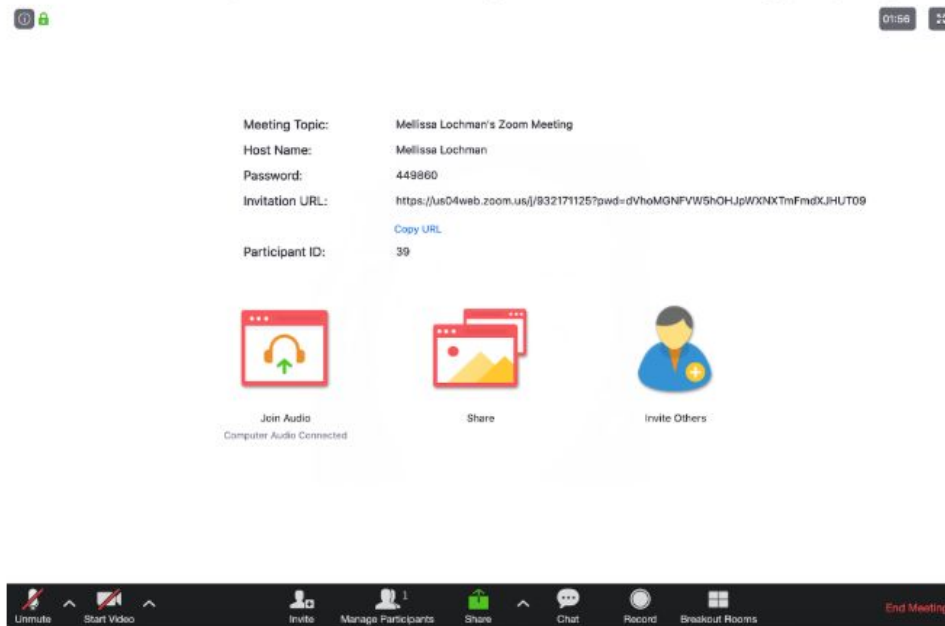 01:56
Meeting Topic: Mellissa Lochman's Zoom Meeting
Host Name: Mellissa Lochman
Password: 449860
Invitation URL: https://us04web.zoom.us/j/932171125?pwd=dVhoMGNFVW5hOHJpWXNXTmFmdXJHUT09
Copy URL
Participant ID: 39
Join Audio Share Invite Others
Computer Audio Connected
1
Unmute Start Video Invite Manage Participants Share Chat Record Breakout Rooms End Meeting